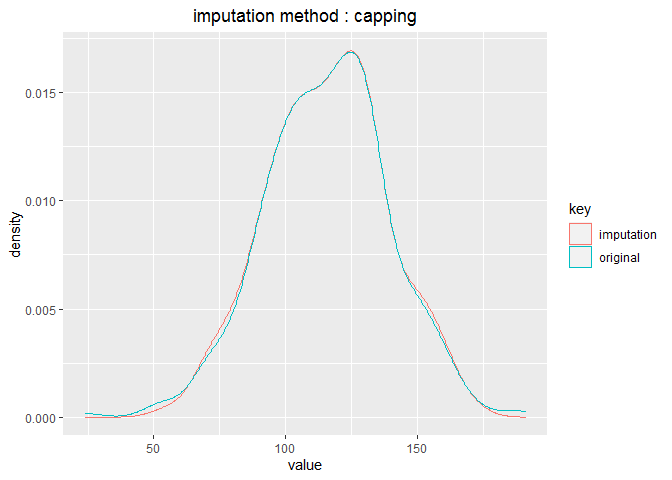 imputation method : capping
0.015
0.010
0.005
0.000
density
50
100
150
value
key
imputation
original